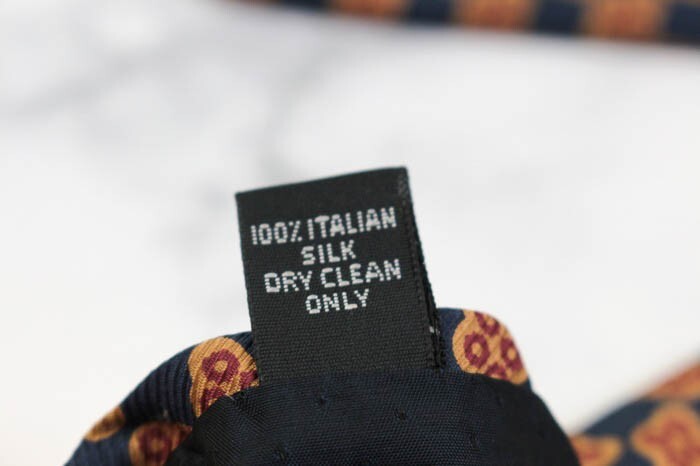 100% ITALIAN
SILK
DRY CLEAN
ONLY